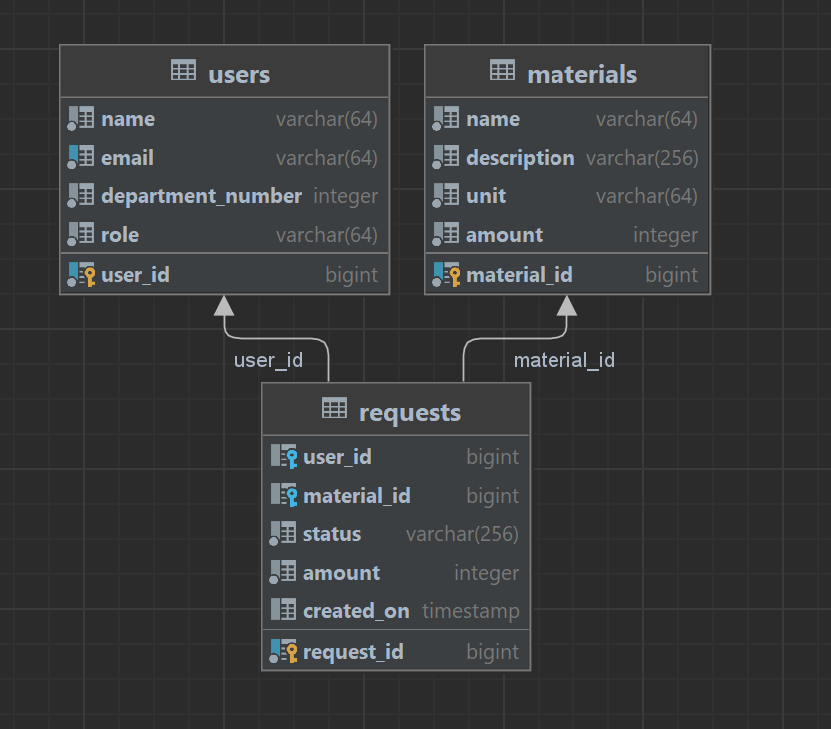 users
name varchar(64)
email varchar(64)
department_number integer
role varchar(64)
user_id bigint
materials
name varchar(64)
description varchar(256)
unit varchar(64)
amount integer
material_id bigint
user_id
material_id
requests
user_id bigint
material_id bigint
status varchar(256)
amount integer
created_on timestamp
request_id bigint